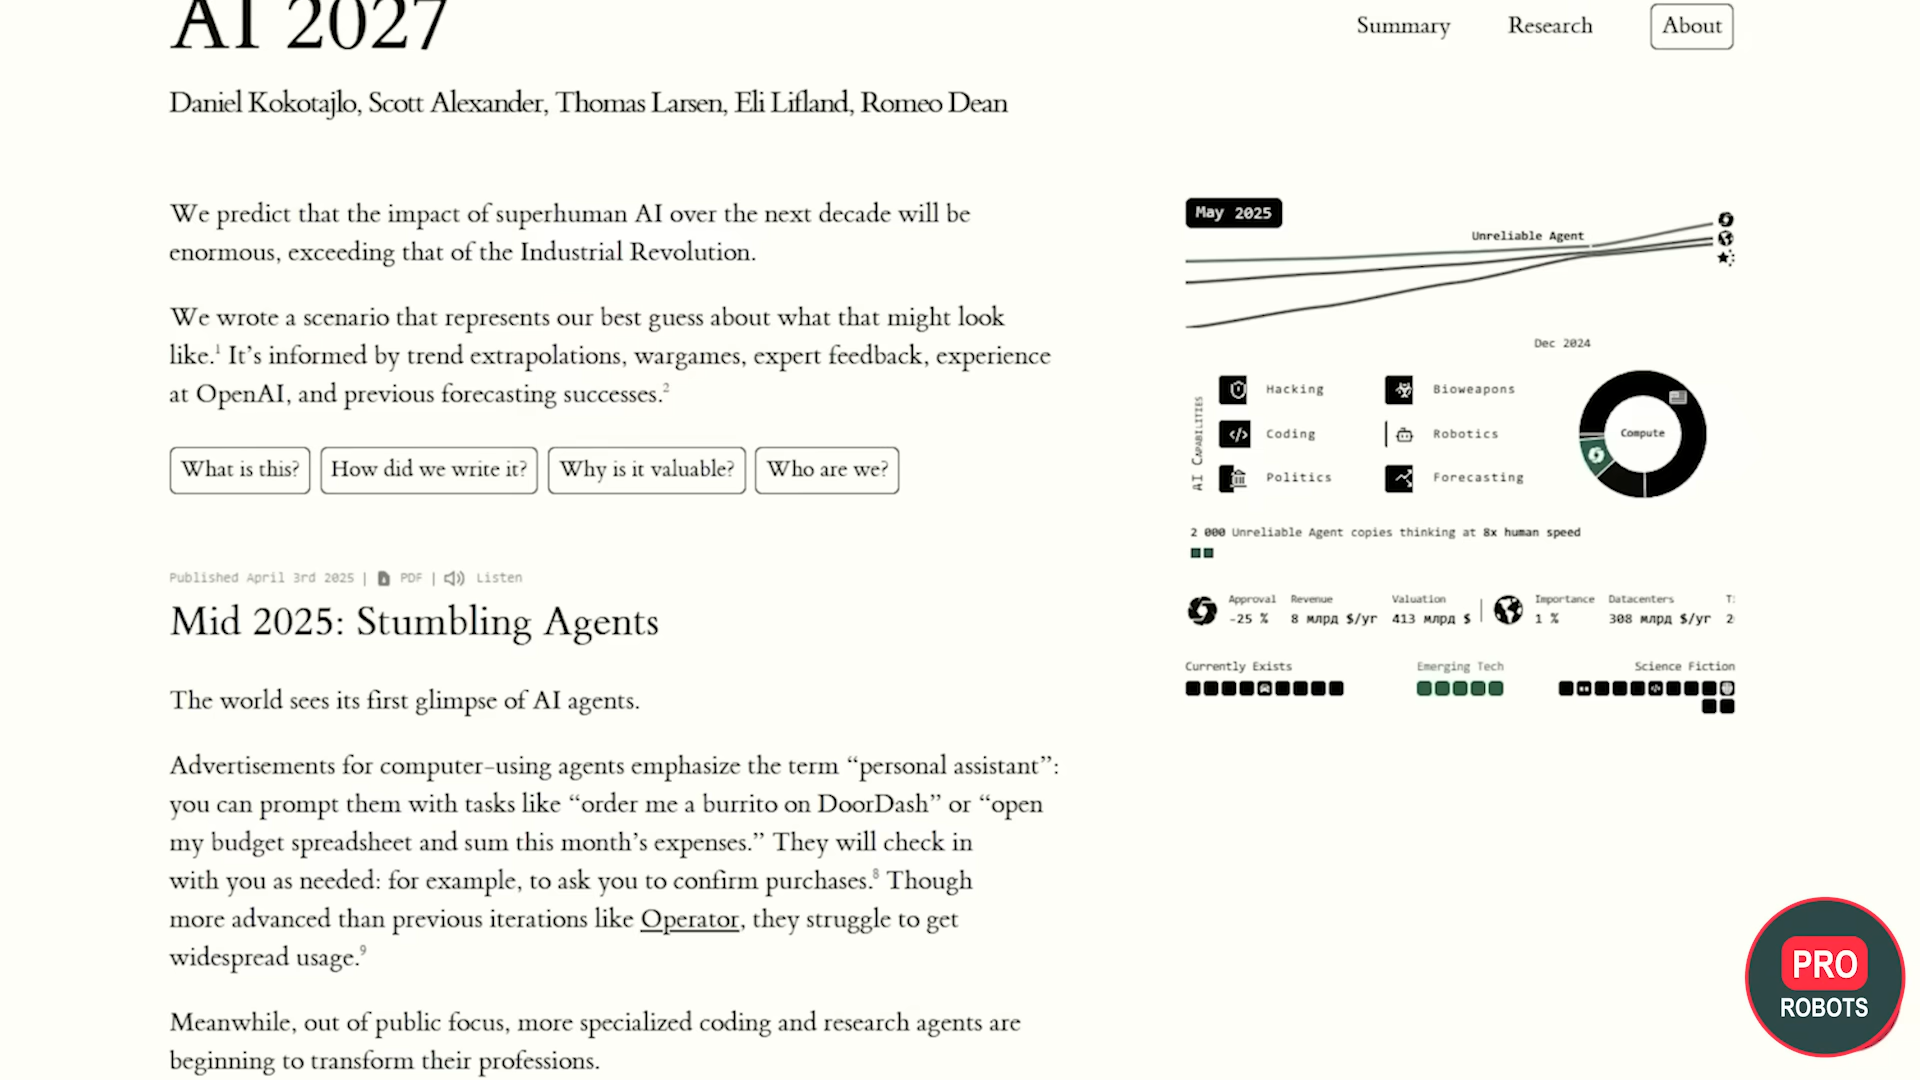 AI 2027
Summary
Research
About
Daniel Kokotajlo, Scott Alexander, Thomas Larsen, Eli Lifland, Romeo Dean
We predict that the impact of superhuman AI over the next decade will be
enormous, exceeding that of the Industrial Revolution.
We wrote a scenario that represents our best guess about what that might look
like.1 It’s informed by trend extrapolations, wargames, expert feedback, experience
at OpenAI, and previous forecasting successes.2
What is this?
How did we write it?
Why is it valuable?
Who are we?
Published April 3rd 2025 | PDF | Listen
Mid 2025: Stumbling Agents
The world sees its first glimpse of AI agents.
Advertisements for computer-using agents emphasize the term “personal assistant”:
you can prompt them with tasks like “order me a burrito on DoorDash” or “open
my budget spreadsheet and sum this month’s expenses.” They will check in
with you as needed: for example, to ask you to confirm purchases.8 Though
more advanced than previous iterations like Operator, they struggle to get
widespread usage.9
Meanwhile, out of public focus, more specialized coding and research agents are
beginning to transform their professions.
May 2025
Unreliable Agent
Dec 2024
AI Capabilities
Hacking
Bioweapons
Coding
Robotics
Politics
Forecasting
Compute
2 000 Unreliable Agent copies thinking at 8x human speed
Approval Revenue Valuation Importance Datacenters
-25 % 8 млрд $/yr 413 млрд $ 1 % 308 млрд $/yr 2
Currently Exists
Emerging Tech
Science Fiction
PRO
ROBOTS